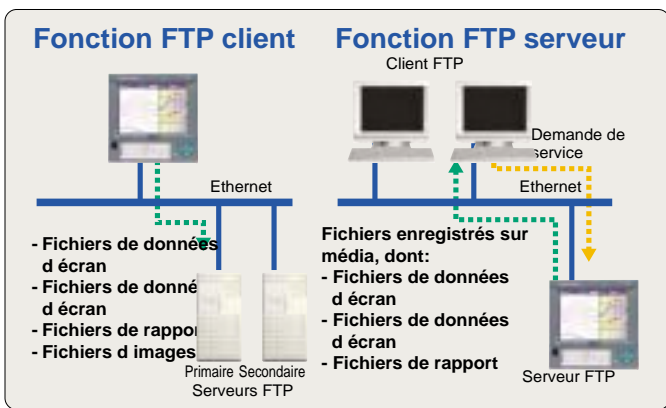 Fonction FTP client
Ethernet
- Fichiers de données
d écran
- Fichiers de donné
d écran
- Fichiers de rappor
- Fichiers d images
Primaire Secondaire
Serveurs FTP
Fonction FTP serveur
Client FTP
Demande de
service
Ethernet
Fichiers enregistrés sur
média, dont:
- Fichiers de données
d écran
- Fichiers de données
d écran
- Fichiers de rapport
Serveur FTP